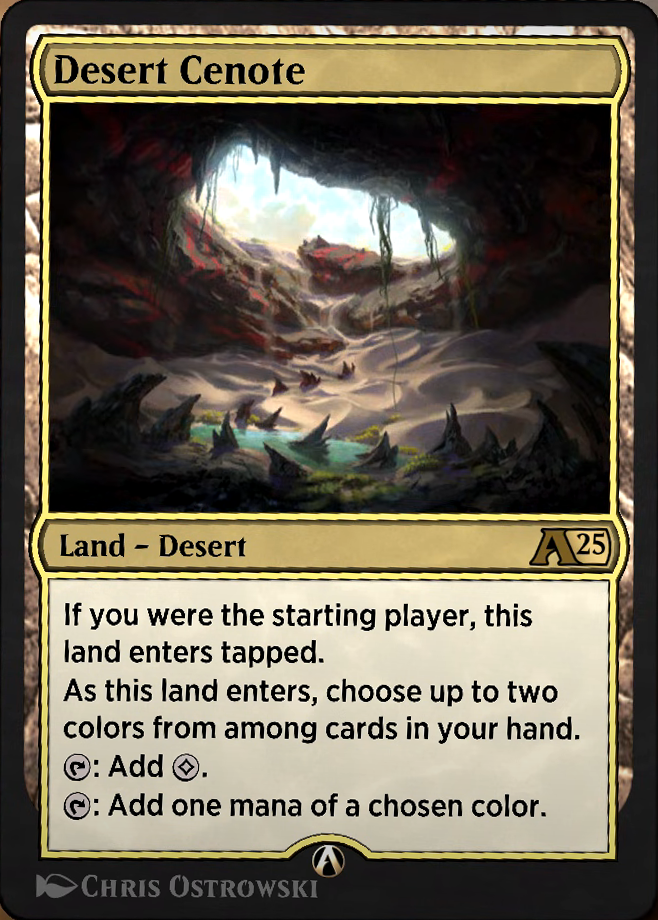 Desert Cenote
Land – Desert
A25
If you were the starting player, this
land enters tapped.
As this land enters, choose up to two
colors from among cards in your hand.
: Add .
: Add one mana of a chosen color.
Chris Ostrowski